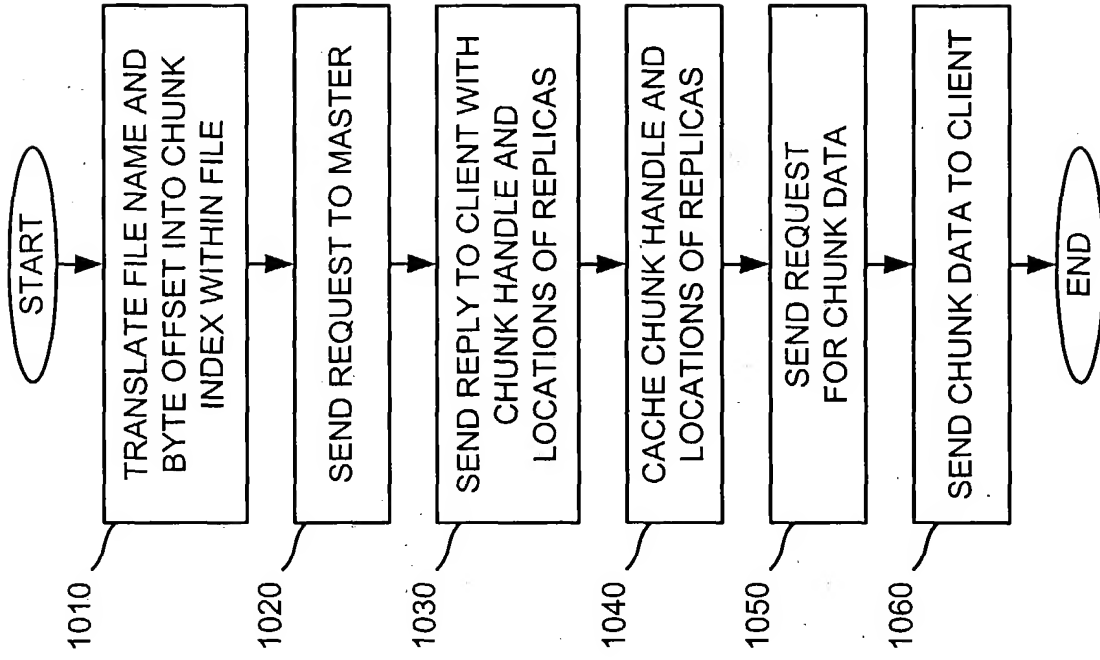 START
1010
TRANSLATE FILE NAME AND
BYTE OFFSET INTO CHUNK
INDEX WITHIN FILE
1020
SEND REQUEST TO MASTER
1030
SEND REPLY TO CLIENT WITH
CHUNK HANDLE AND
LOCATIONS OF REPLICAS
1040
CACHE CHUNK HANDLE AND
LOCATIONS OF REPLICAS
1050
SEND REQUEST
FOR CHUNK DATA
1060
SEND CHUNK DATA TO CLIENT
END